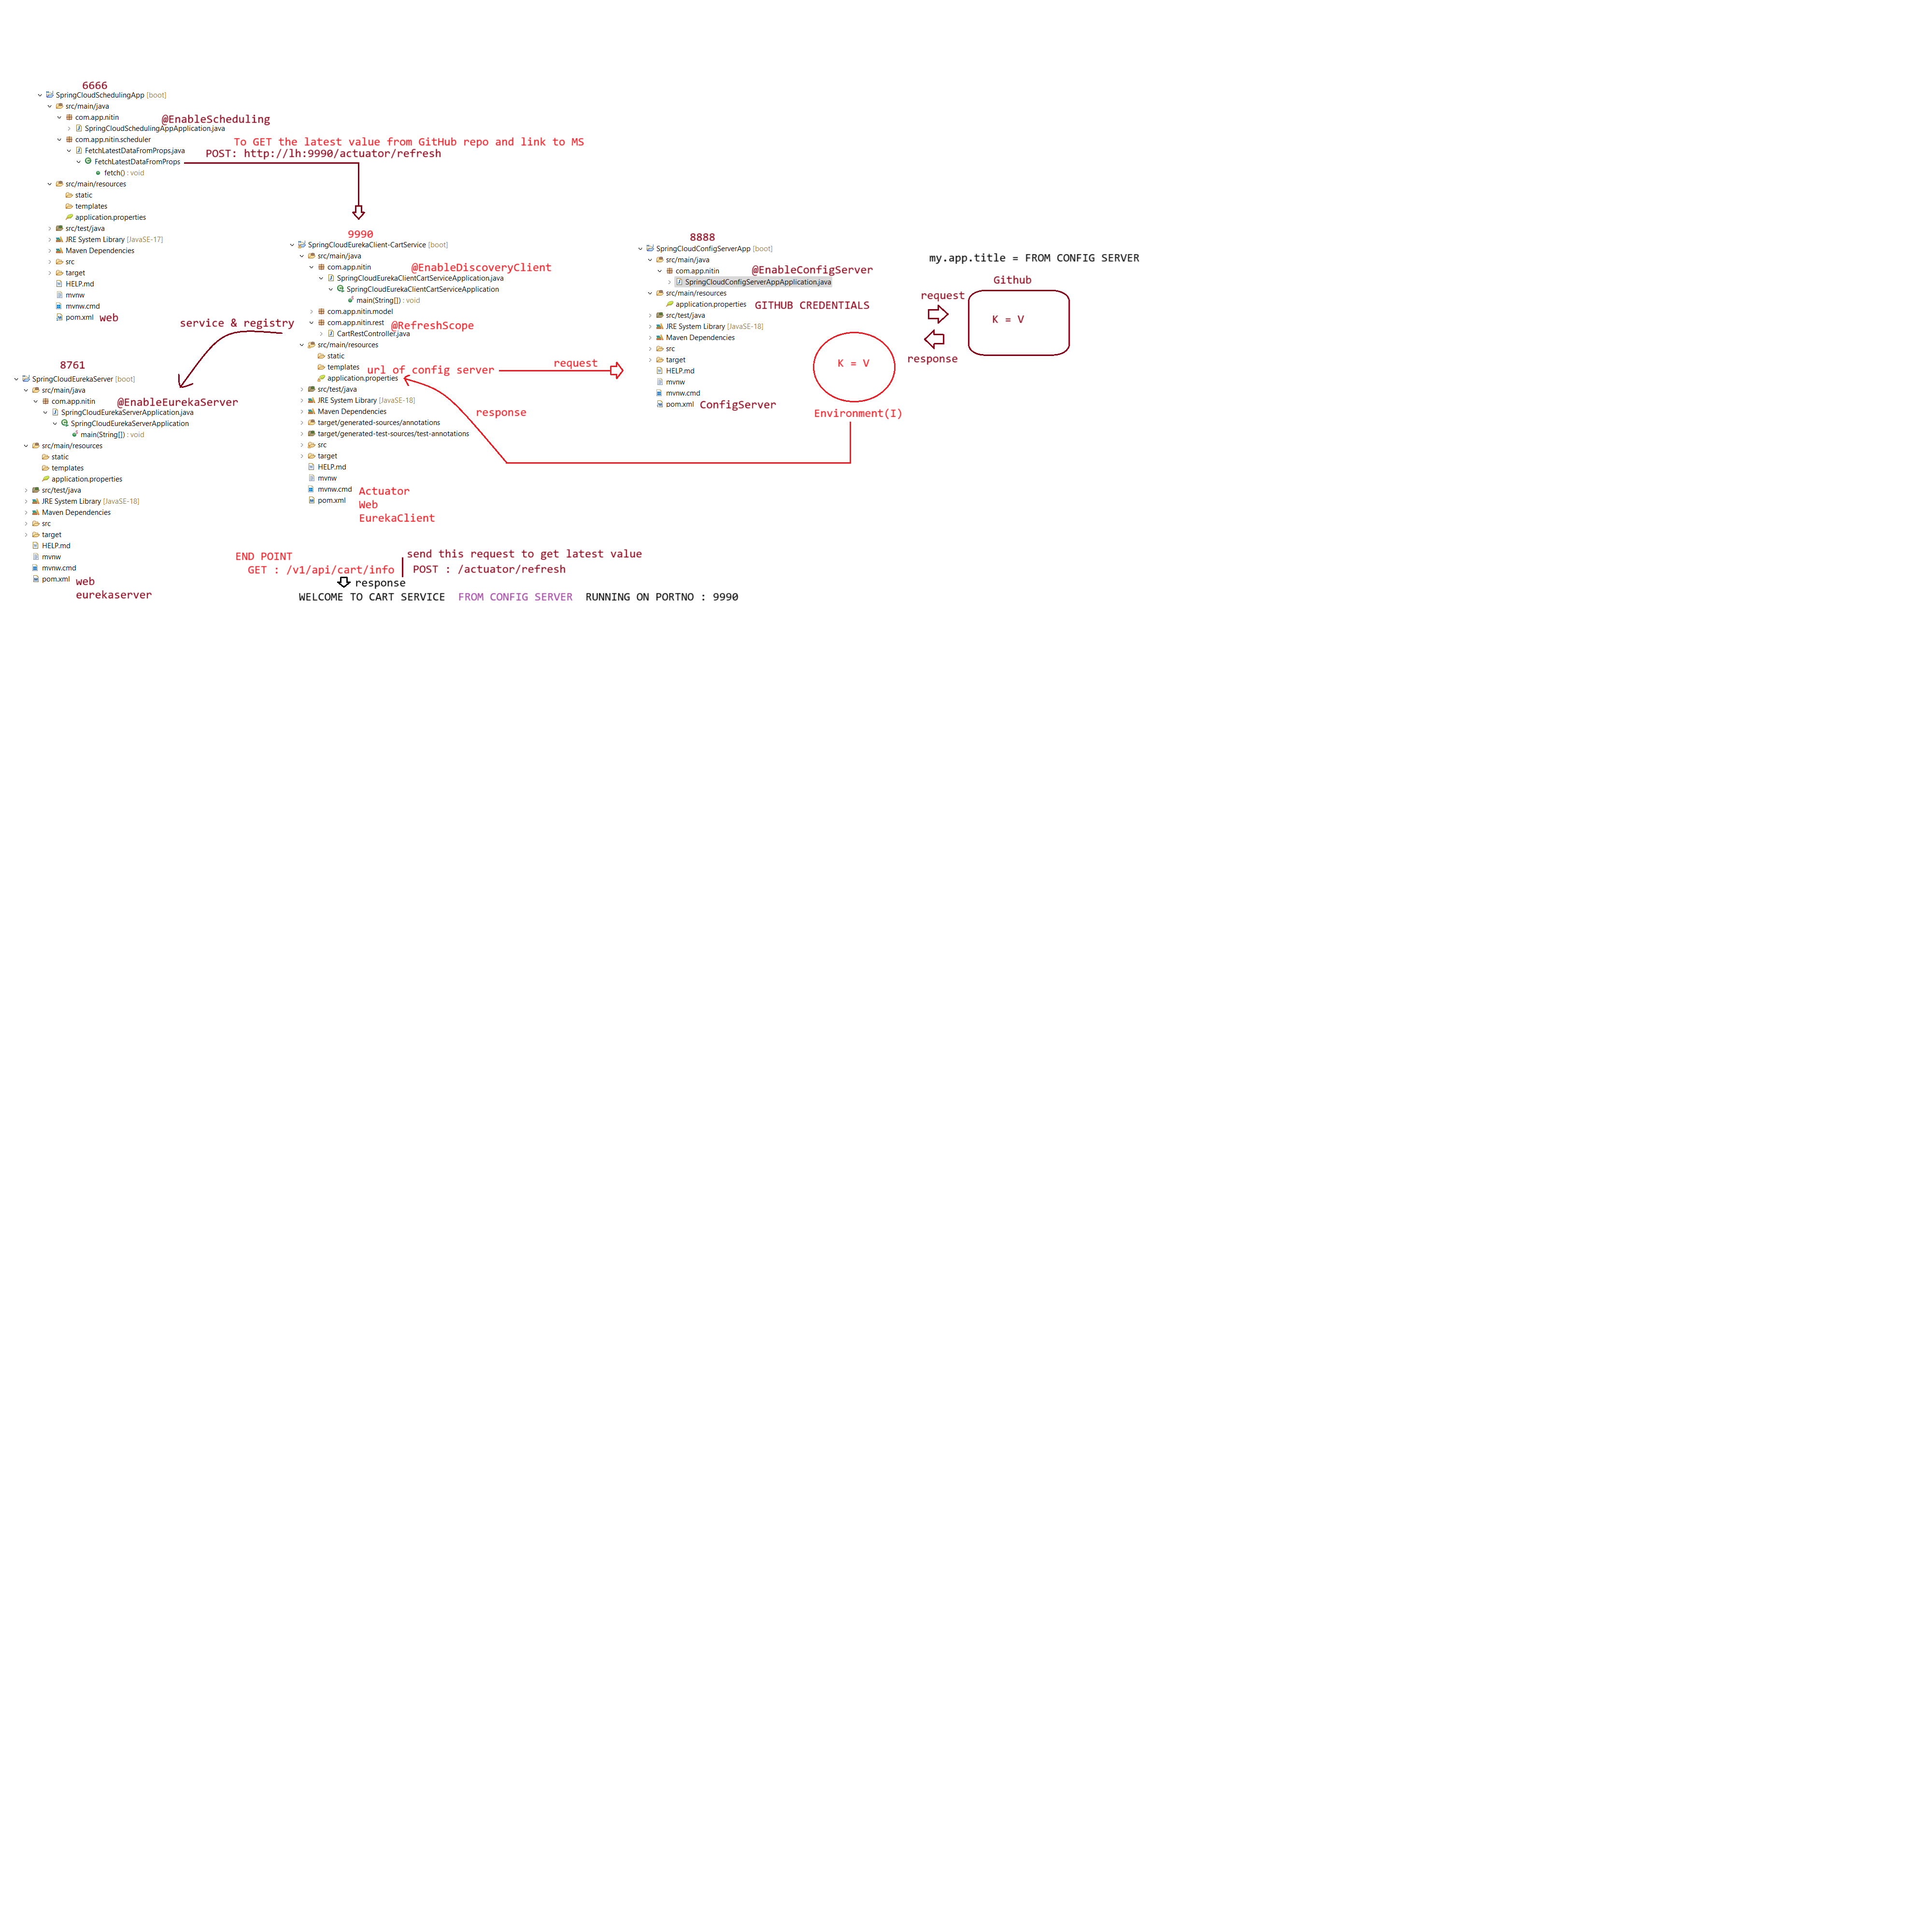 6666
SpringCloudSchedulingApp [boot]
src/main/java
com.app.nitin
@EnableScheduling
SpringCloudSchedulingAppApplication.java
com.app.nitin.scheduler
FetchLatestDataFromProps.java
FetchLatestDataFromProps
fetch() : void
src/main/resources
static
templates
application.properties
src/test/java
JRE System Library [JavaSE-17]
Maven Dependencies
src
target
HELP.md
mvnw
mvnw.cmd
pom.xml web
To GET the latest value from GitHub repo and link to MS
POST: http://lh:9990/actuator/refresh
service & registry
8761
SpringCloudEurekaServer [boot]
src/main/java
com.app.nitin
@EnableEurekaServer
SpringCloudEurekaServerApplication.java
SpringCloudEurekaServerApplication
main(String[]) : void
src/main/resources
static
templates
application.properties
src/test/java
JRE System Library [JavaSE-18]
Maven Dependencies
src
target
HELP.md
mvnw
mvnw.cmd
pom.xml web
eurekaserver
9990
SpringCloudEurekaClient-CartService [boot]
src/main/java
com.app.nitin @EnableDiscoveryClient
SpringCloudEurekaClientCartServiceApplication.java
SpringCloudEurekaClientCartServiceApplication
main(String[]) : void
com.app.nitin.model
com.app.nitin.rest @RefreshScope
CartRestController.java
src/main/resources
static
templates
url of config server
application.properties
src/test/java
JRE System Library [JavaSE-18]
Maven Dependencies
target/generated-sources/annotations
target/generated-test-sources/test-annotations
src
target
HELP.md
mvnw
mvnw.cmd
pom.xml
Actuator
Web
EurekaClient
request
response
8888
SpringCloudConfigServerApp [boot]
src/main/java
com.app.nitin @EnableConfigServer
SpringCloudConfigServerAppApplication.java
src/main/resources
application.properties GITHUB CREDENTIALS
src/test/java
JRE System Library [JavaSE-18]
Maven Dependencies
src
target
HELP.md
mvnw
mvnw.cmd
pom.xml ConfigServer
K = V
Environment(I)
my.app.title = FROM CONFIG SERVER
Github
request
K = V
response
END POINT
GET : /v1/api/cart/info
send this request to get latest value
POST : /actuator/refresh
response
WELCOME TO CART SERVICE FROM CONFIG SERVER RUNNING ON PORTNO : 9990